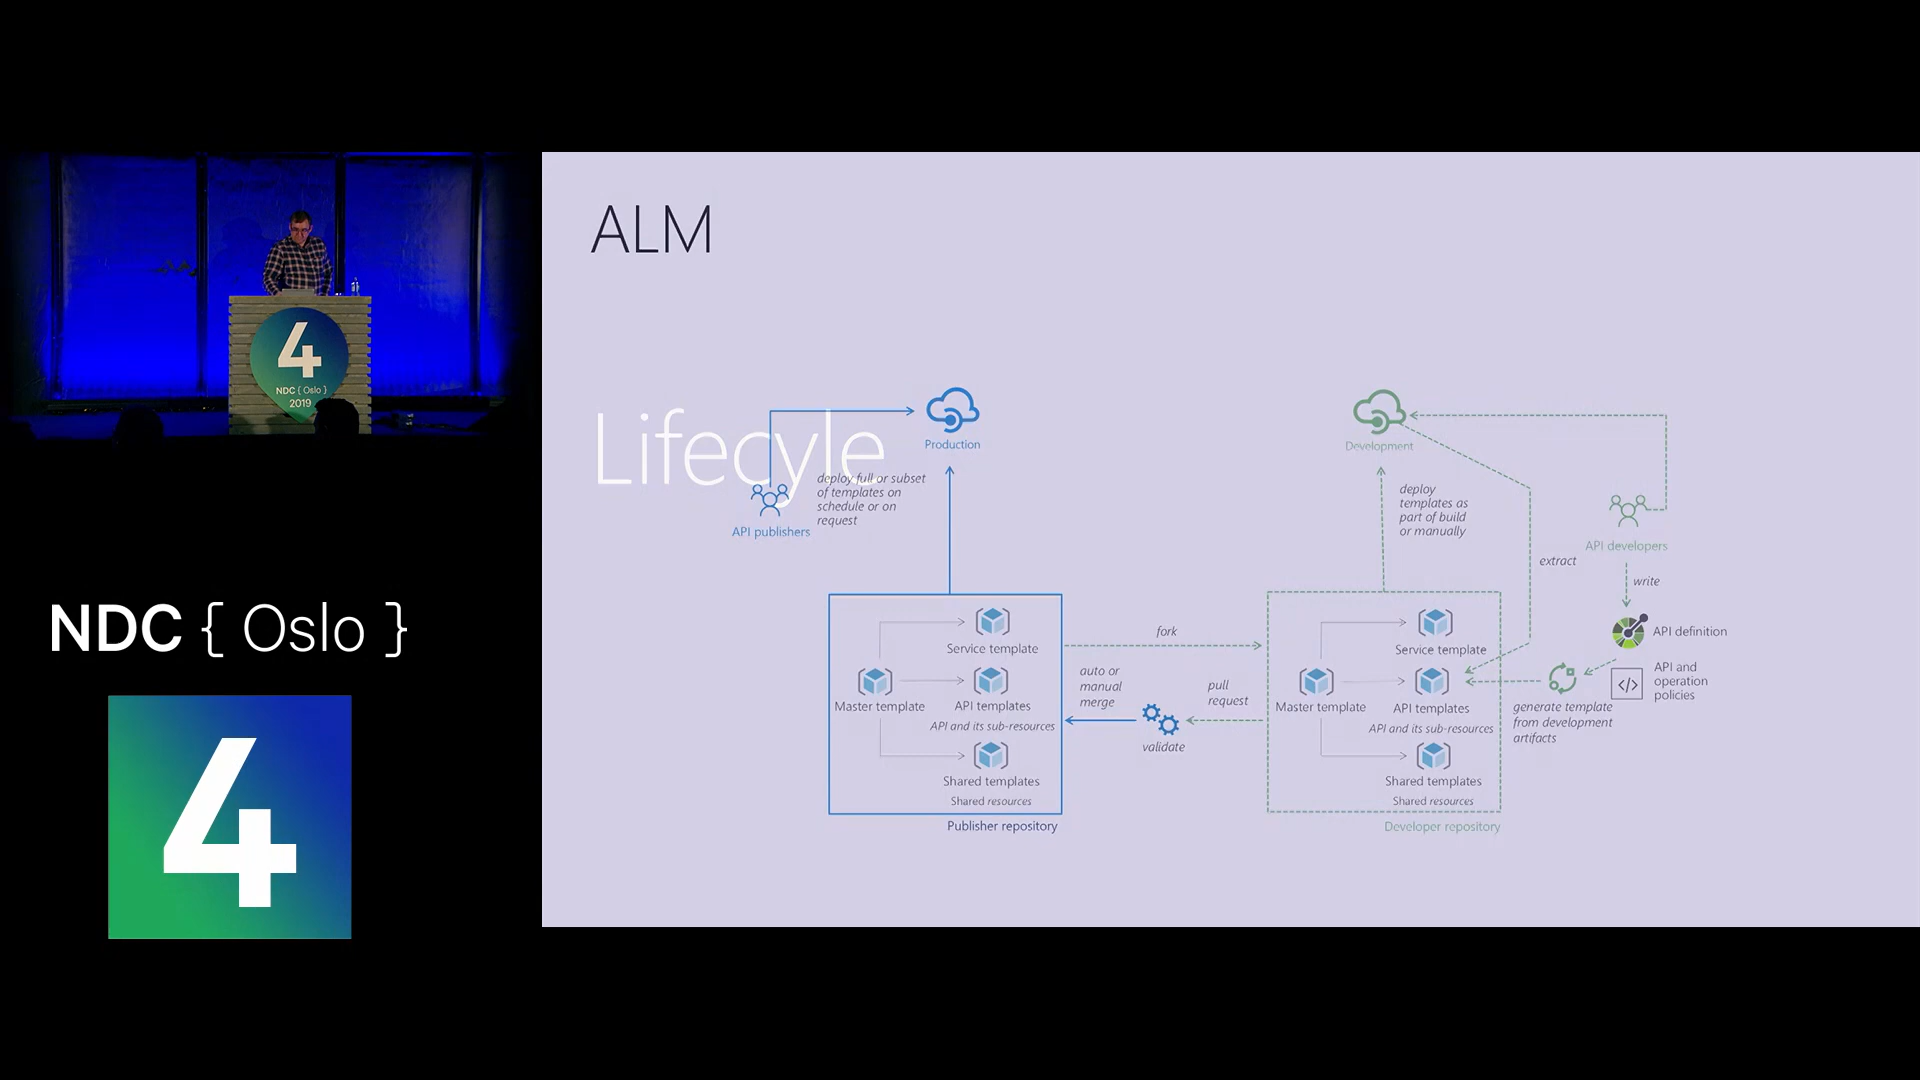 4
NDC { Oslo }
2019
NDC { Oslo }
4
ALM
Lifecyle
Production
API publishers
deploy full or subset
of templates on
schedule or on
request
Service template
Master template
API templates
API and its sub-resources
Shared templates
Shared resources
Publisher repository
fork
auto or
manual
merge
pull
request
validate
Development
deploy
templates as
part of build
or manually
extract
API developers
write
API definition
API and
operation
policies
generate template
from development
artifacts
Service template
Master template
API templates
API and its sub-resources
Shared templates
Shared resources
Developer repository